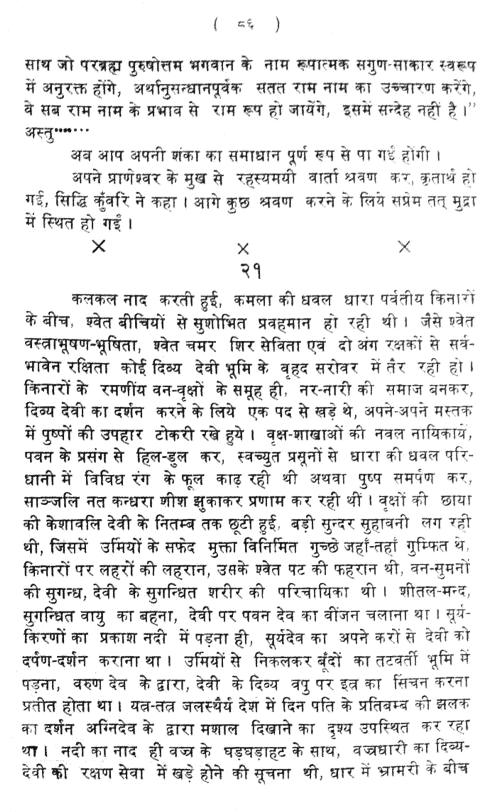 ( ८६ )
साथ जो परब्रह्म पुरुषोत्तम भगवान के नाम रूपात्मक सगुण-साकार स्वरूप
में अनुरक्त होंगे, अर्थानुसन्धानपूर्वक सतत राम नाम का उच्चारण करेंगे,
वे सब राम नाम के प्रभाव से राम रूप हो जायेंगे, इसमें सन्देह नहीं है।"
अस्तु.......
अब आप अपनी शंका का समाधान पूर्ण रूप से पा गई होंगी।
अपने प्राणेश्वर के मुख से रहस्यमयी वार्ता श्रवण कर, कृतार्थ हो
गई, सिद्धि कुँवरि ने कहा। आगे कुछ श्रवण करने के लिये सप्रेम तत् मुद्रा
में स्थित हो गईं।
× × ×
२१
कलकल नाद करती हुई, कमला की धवल धारा पर्वतीय किनारों
के बीच, श्वेत बीचियों से सुशोभित प्रवहमान हो रही थी। जैसे श्वेत
वस्त्राभूषण-भूषिता, श्वेत चमर शिर सेविता एवं दो अंग रक्षकों से सर्व-
भावेन रक्षिता कोई दिव्य देवी भूमि के वृहद सरोवर में तैर रही हो।
किनारों के रमणीय वन-वृक्षों के समूह ही, नर-नारी की समाज बनकर,
दिव्य देवी का दर्शन करने के लिये एक पद से खड़े थे, अपने-अपने मस्तक
में पुष्पों की उपहार टोकरी रखे हुये। वृक्ष-शाखाओं की नवल नायिकायें,
पवन के प्रसंग से हिल-डुल कर, स्वच्युत प्रसूनों से धारा की धवल परि-
धानी में विविध रंग के फूल काढ़ रही थी अथवा पुष्प समर्पण कर,
साञ्जलि नत कन्धरा शीश झुकाकर प्रणाम कर रही थीं। वृक्षों की छाया
की केशावलि देवी के नितम्ब तक छूटी हुई, बड़ी सुन्दर सुहावनी लग रही
थी, जिसमें उर्मियों के सफेद मुक्ता विनिर्मित गुच्छे जहाँ-तहाँ गुम्फित थे,
किनारों पर लहरों की लहरान, उसके श्वेत पट की फहरान थी, वन-सुमनों
की सुगन्ध, देवी के सुगन्धित शरीर की परिचायिका थी। शीतल-मन्द,
सुगन्धित वायु का बहना, देवी पर पवन देव का वींजन चलाना था। सूर्य-
किरणों का प्रकाश नदी में पड़ना ही, सूर्यदेव का अपने करों से देवी को
दर्पण-दर्शन कराना था। उर्मियों से निकलकर बूँदों का तटवर्ती भूमि में
पड़ना, वरुण देव के द्वारा, देवी के दिव्य वपु पर इत्र का सिंचन करना
प्रतीत होता था। यत्न-तत्र जलस्थैर्य देश में दिन पति के प्रतिबम्ब की झलक
का दर्शन अग्निदेव के द्वारा मशाल दिखाने का दृश्य उपस्थित कर रहा
था। नदी का नाद ही वज्र के घड़घड़ाहट के साथ, वज्रधारी का दिव्य-
देवी की रक्षण सेवा में खड़े होने की सूचना थी, धार में भ्रामरी के बीच